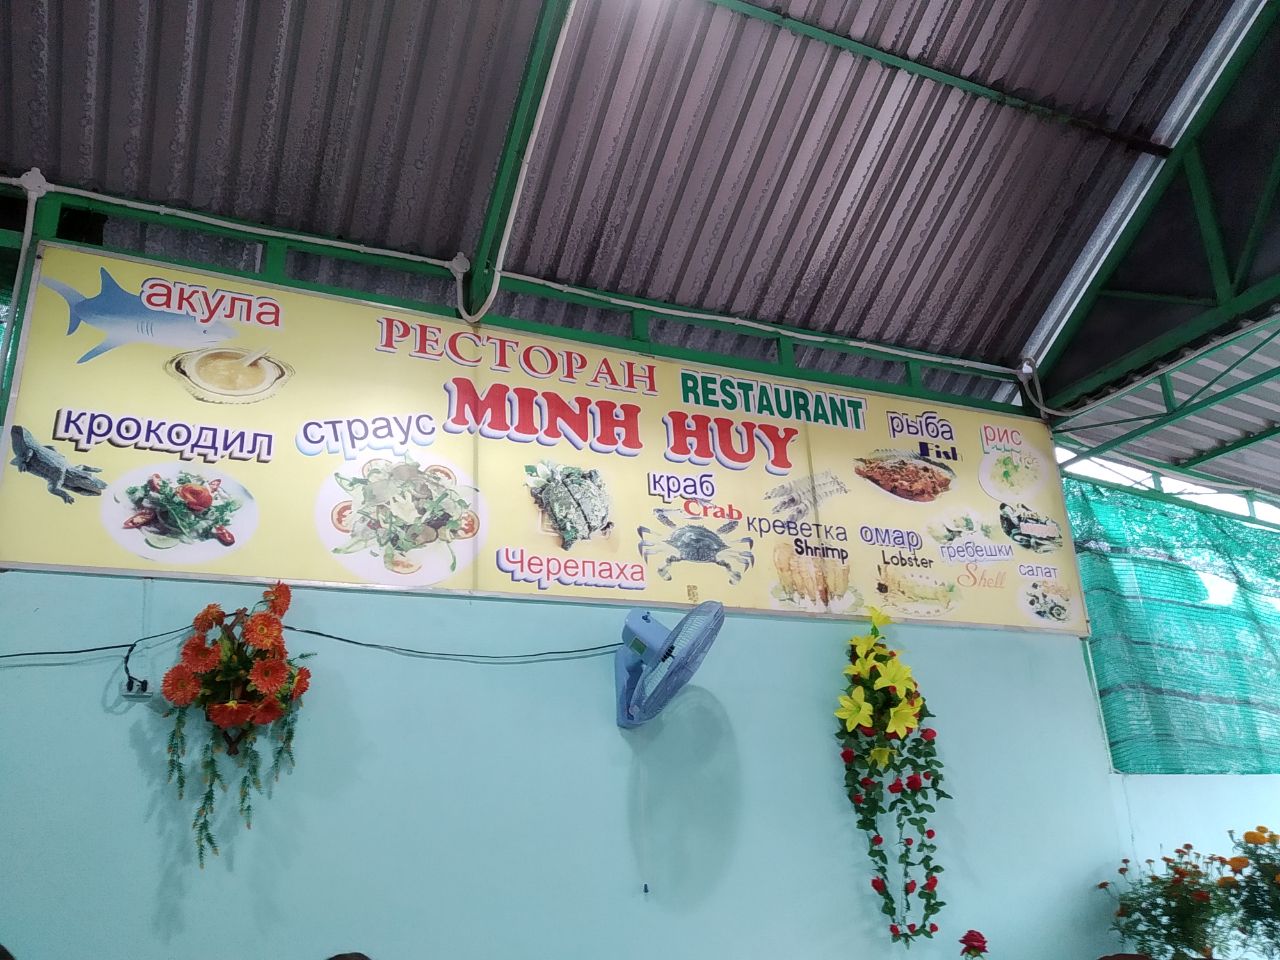 акула
РЕСТОРАН
RESTAURANT
MINH HUY
крокодил
страус
Черепаха
краб
Crab
креветка
Shrimp
рыба
рис
омар
Lobster
гребешки
Shell
салат